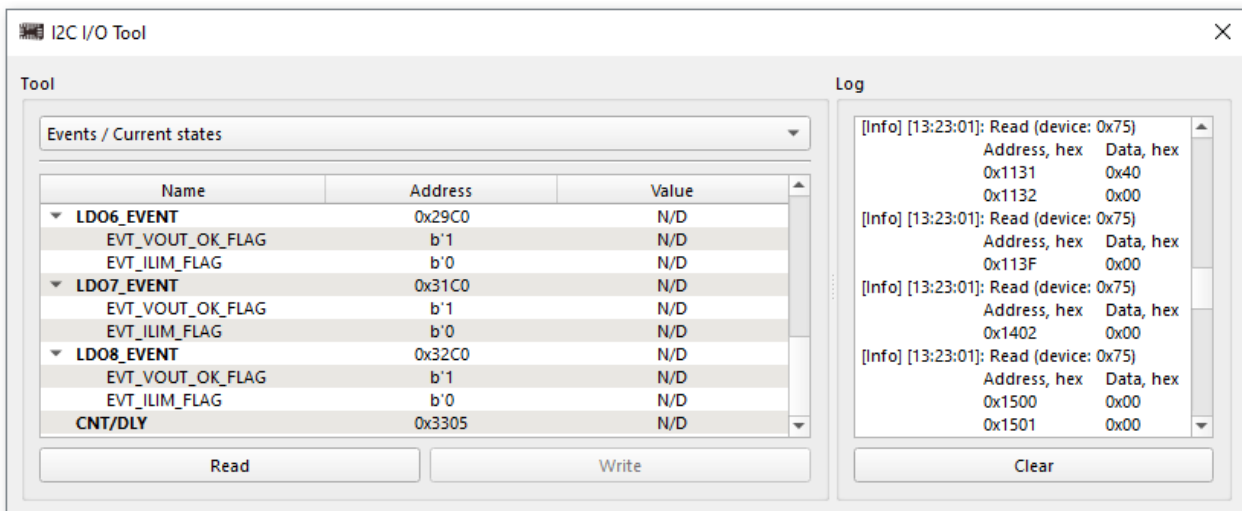 I2C I/O Tool
Tool
Events / Current states
Name Address Value
LDO6_EVENT 0x29C0 N/D
EVT_VOUT_OK_FLAG b'1 N/D
EVT_ILIM_FLAG b'0 N/D
LDO7_EVENT 0x31C0 N/D
EVT_VOUT_OK_FLAG b'1 N/D
EVT_ILIM_FLAG b'0 N/D
LDO8_EVENT 0x32C0 N/D
EVT_VOUT_OK_FLAG b'1 N/D
EVT_ILIM_FLAG b'0 N/D
CNT/DLY 0x3305 N/D
Read Write
Log
[Info] [13:23:01]: Read (device: 0x75)
Address, hex Data, hex
0x1131 0x40
0x1132 0x00
[Info] [13:23:01]: Read (device: 0x75)
Address, hex Data, hex
0x113F 0x00
[Info] [13:23:01]: Read (device: 0x75)
Address, hex Data, hex
0x1402 0x00
[Info] [13:23:01]: Read (device: 0x75)
Address, hex Data, hex
0x1500 0x00
0x1501 0x00
Clear